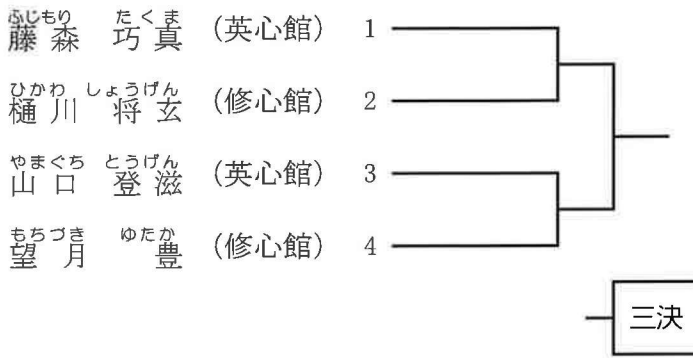 ふじもり たくま
藤森 巧真 (英心館) 1
ひかわ しょうげん
樋川 将玄 (修心館) 2
やまぐち とうげん
山口 登滋 (英心館) 3
もちづき ゆたか
望月 豊 (修心館) 4
三決